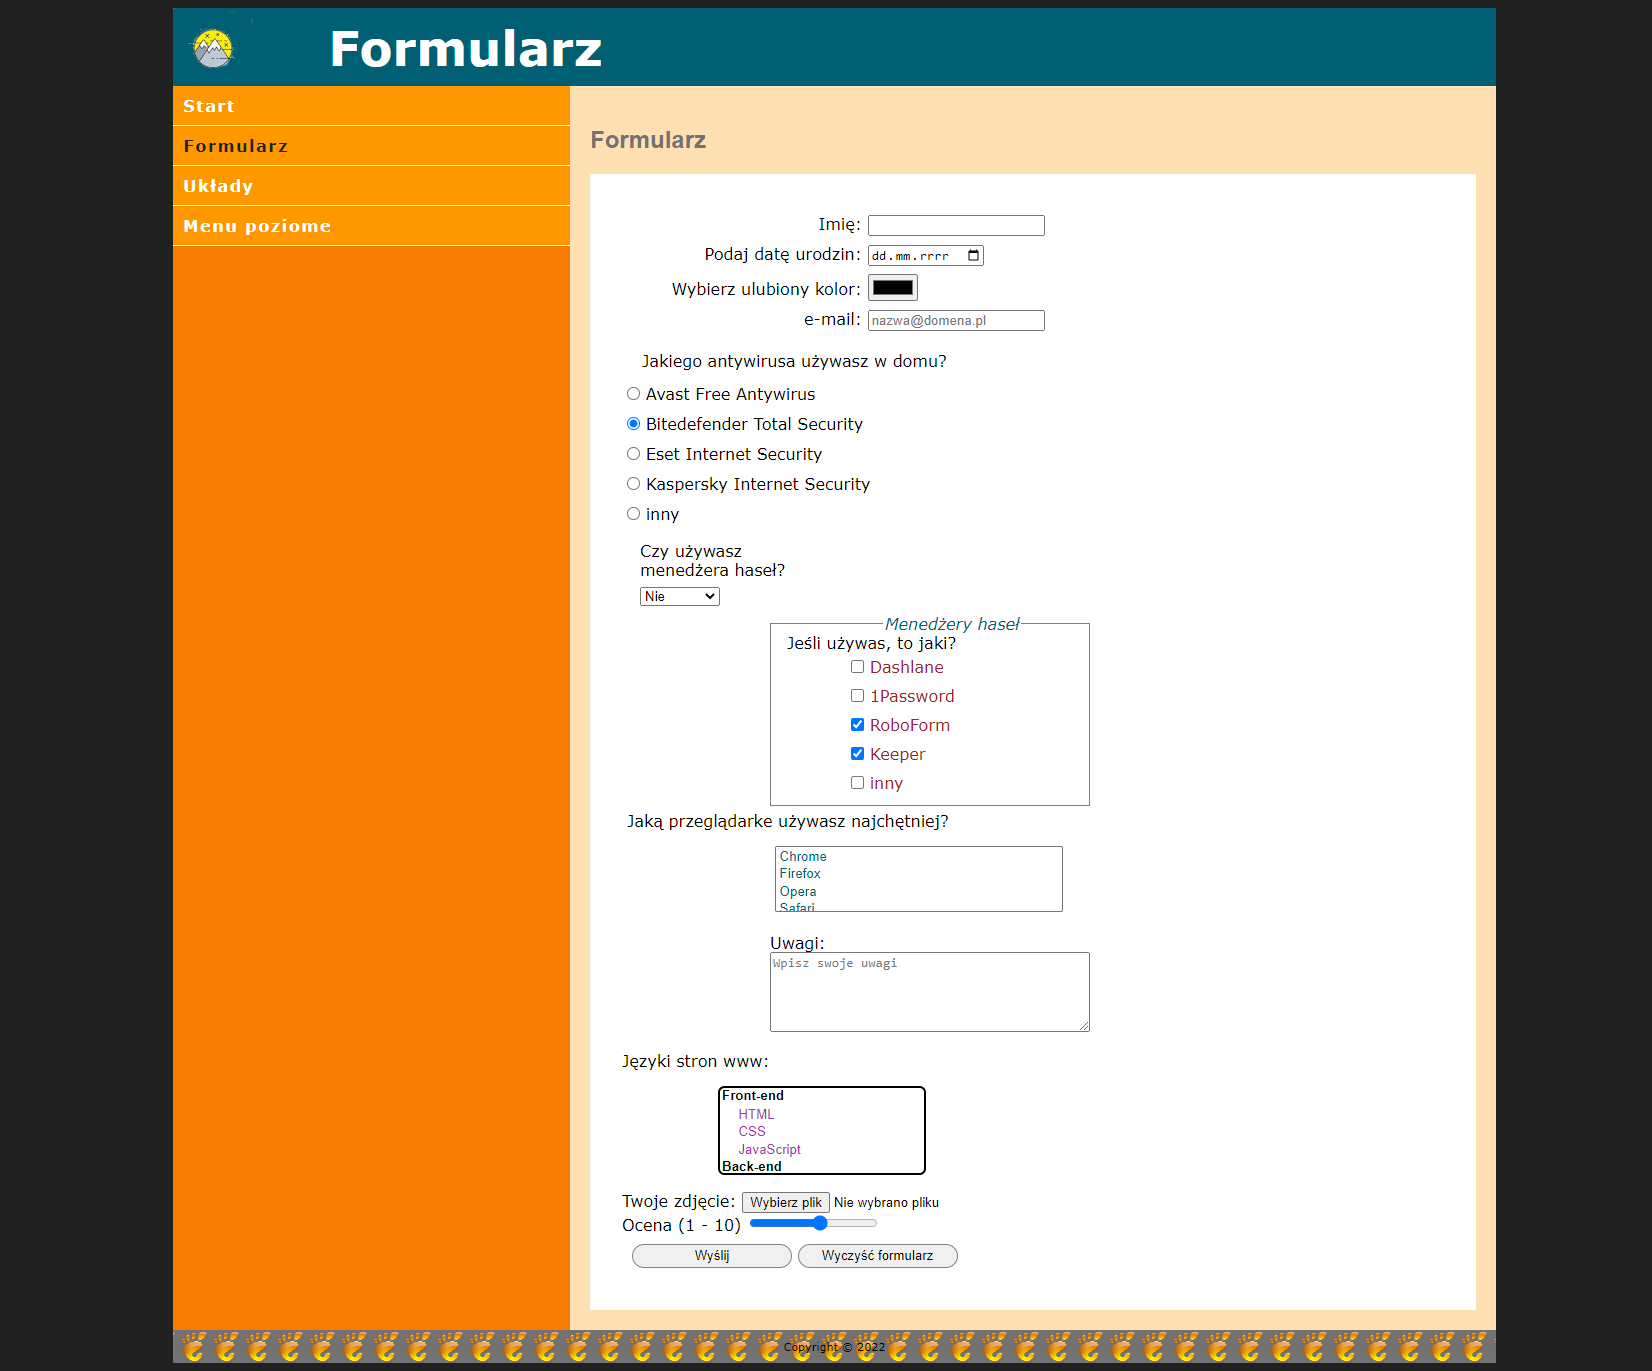 Formularz
Start
Formularz
Układy
Menu poziome
Formularz
Imię:
Podaj datę urodzin: dd.mm.rrrr
Wybierz ulubiony kolor:
e-mail: nazwa@domena.pl
Jakiego antywirusa używasz w domu?
Avast Free Antywirus
Bitedefender Total Security
Eset Internet Security
Kaspersky Internet Security
inny
Czy używasz
menedżera haseł?
Nie
Menedżery haseł
Jeśli używas, to jaki?
Dashlane
1Password
RoboForm
Keeper
inny
Jaką przeglądarke używasz najchętniej?
Chrome
Firefox
Opera
Safari
Uwagi:
Wpisz swoje uwagi
Języki stron www:
Front-end
HTML
CSS
JavaScript
Back-end
Twoje zdjęcie: Wybierz plik Nie wybrano pliku
Ocena (1 - 10)
Wyślij Wyczyść formularz
Copyright © 2022